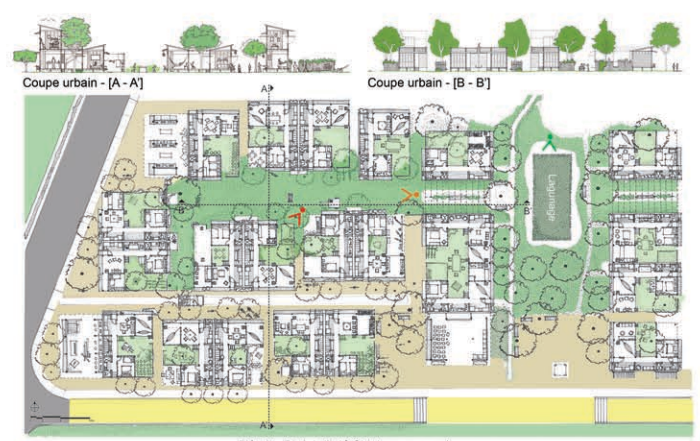 Coupe urbain - [A - A']
Coupe urbain - [B - B']
A'
B
B'
Lagunage
A